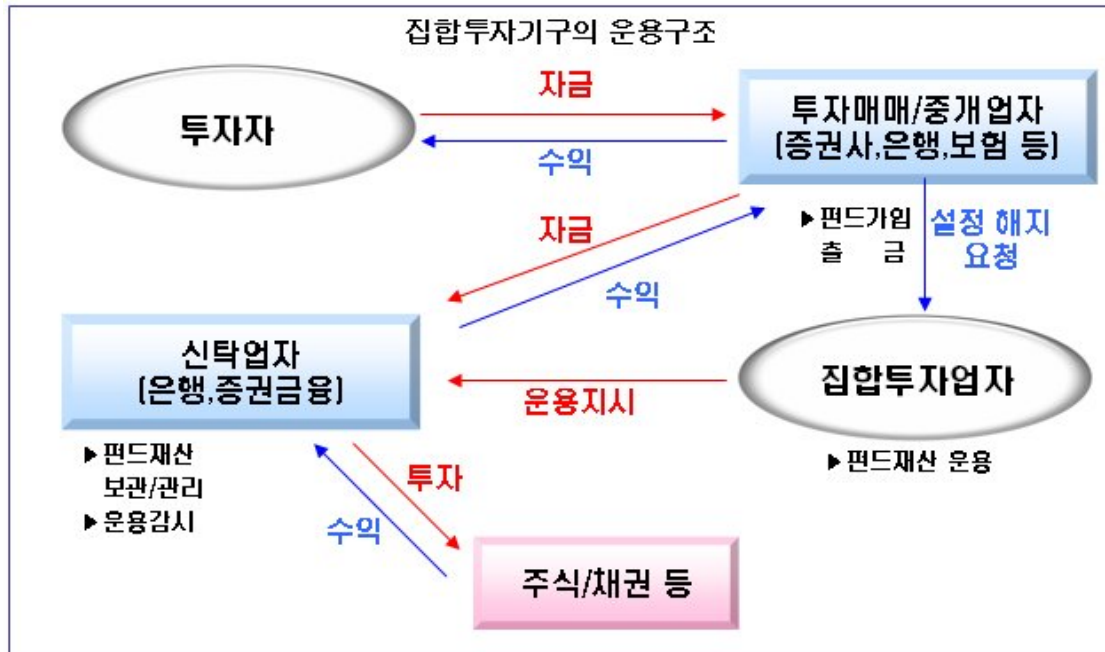 집합투자기구의 운용구조
투자자
자금
수익
투자매매/중개업자
(증권사,은행,보험 등)
자금
수익
▶펀드가입
출 금
설정 해지
요청
신탁업자
(은행,증권금융)
운용지시
집합투자업자
▶펀드재산
보관/관리
▶운용감시
▶펀드재산 운용
투자
수익
주식/채권 등